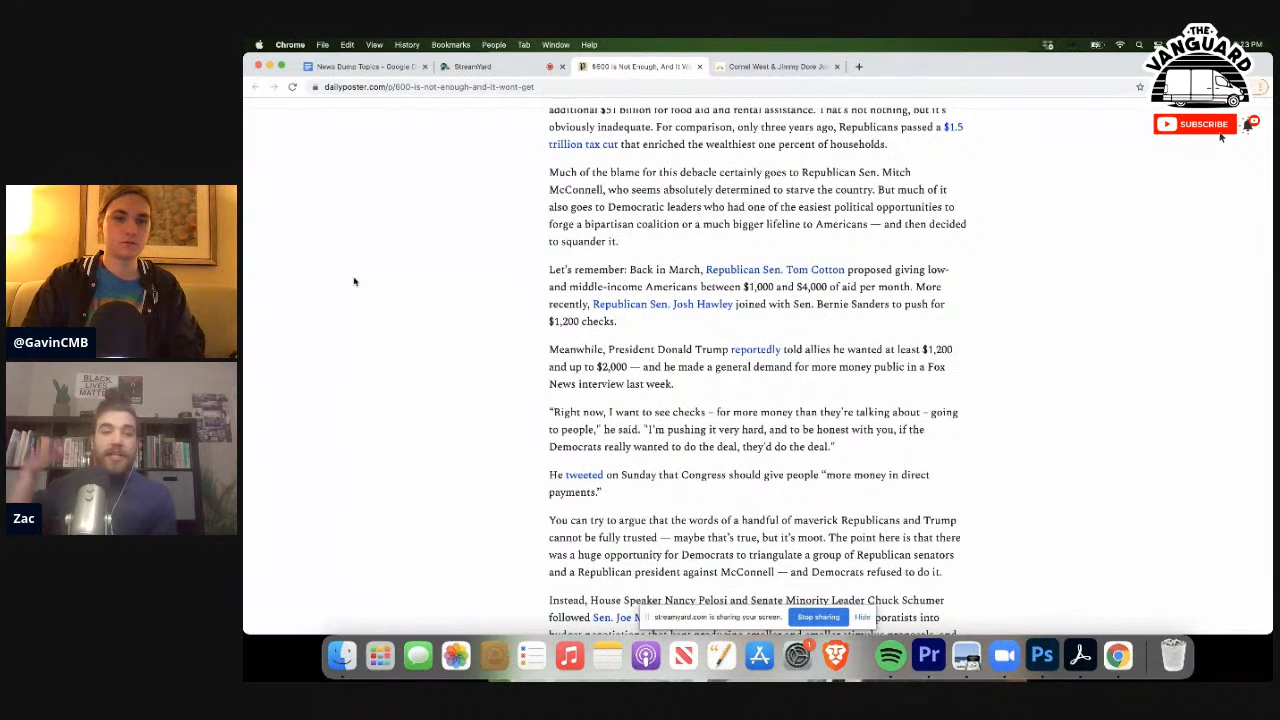 Chrome File Edit View History Bookmarks People Tab Window Help
News Dump Topics - Google D
StreamYard
$600 is Not Enough, And It Wo
Cornel West & Jimmy Dore Jo
dailyposter.com/p/600-is-not-enough-and-it-wont-get
THE
VANGUARD
SUBSCRIBE
additional $51 billion for food aid and rental assistance. That's not nothing, but it's
obviously inadequate. For comparison, only three years ago, Republicans passed a $1.5
trillion tax cut that enriched the wealthiest one percent of households.
Much of the blame for this debacle certainly goes to Republican Sen. Mitch
McConnell, who seems absolutely determined to starve the country. But much of it
also goes to Democratic leaders who had one of the easiest political opportunities to
forge a bipartisan coalition or a much bigger lifeline to Americans — and then decided
to squander it.
Let's remember: Back in March, Republican Sen. Tom Cotton proposed giving low-
and middle-income Americans between $1,000 and $4,000 of aid per month. More
recently, Republican Sen. Josh Hawley joined with Sen. Bernie Sanders to push for
$1,200 checks.
Meanwhile, President Donald Trump reportedly told allies he wanted at least $1,200
and up to $2,000 — and he made a general demand for more money public in a Fox
News interview last week.
“Right now, I want to see checks – for more money than they're talking about – going
to people," he said. "I'm pushing it very hard, and to be honest with you, if the
Democrats really wanted to do the deal, they'd do the deal.”
He tweeted on Sunday that Congress should give people “more money in direct
payments.”
You can try to argue that the words of a handful of maverick Republicans and Trump
cannot be fully trusted — maybe that's true, but it's moot. The point here is that there
was a huge opportunity for Democrats to triangulate a group of Republican senators
and a Republican president against McConnell — and Democrats refused to do it.
Instead, House Speaker Nancy Pelosi and Senate Minority Leader Chuck Schumer
followed Sen. Joe M
streamyard.com is sharing your screen.
Stop sharing
Hide
@GavinCMB
BLACK
LIVES
MATTER
Zac
Pr
Ps